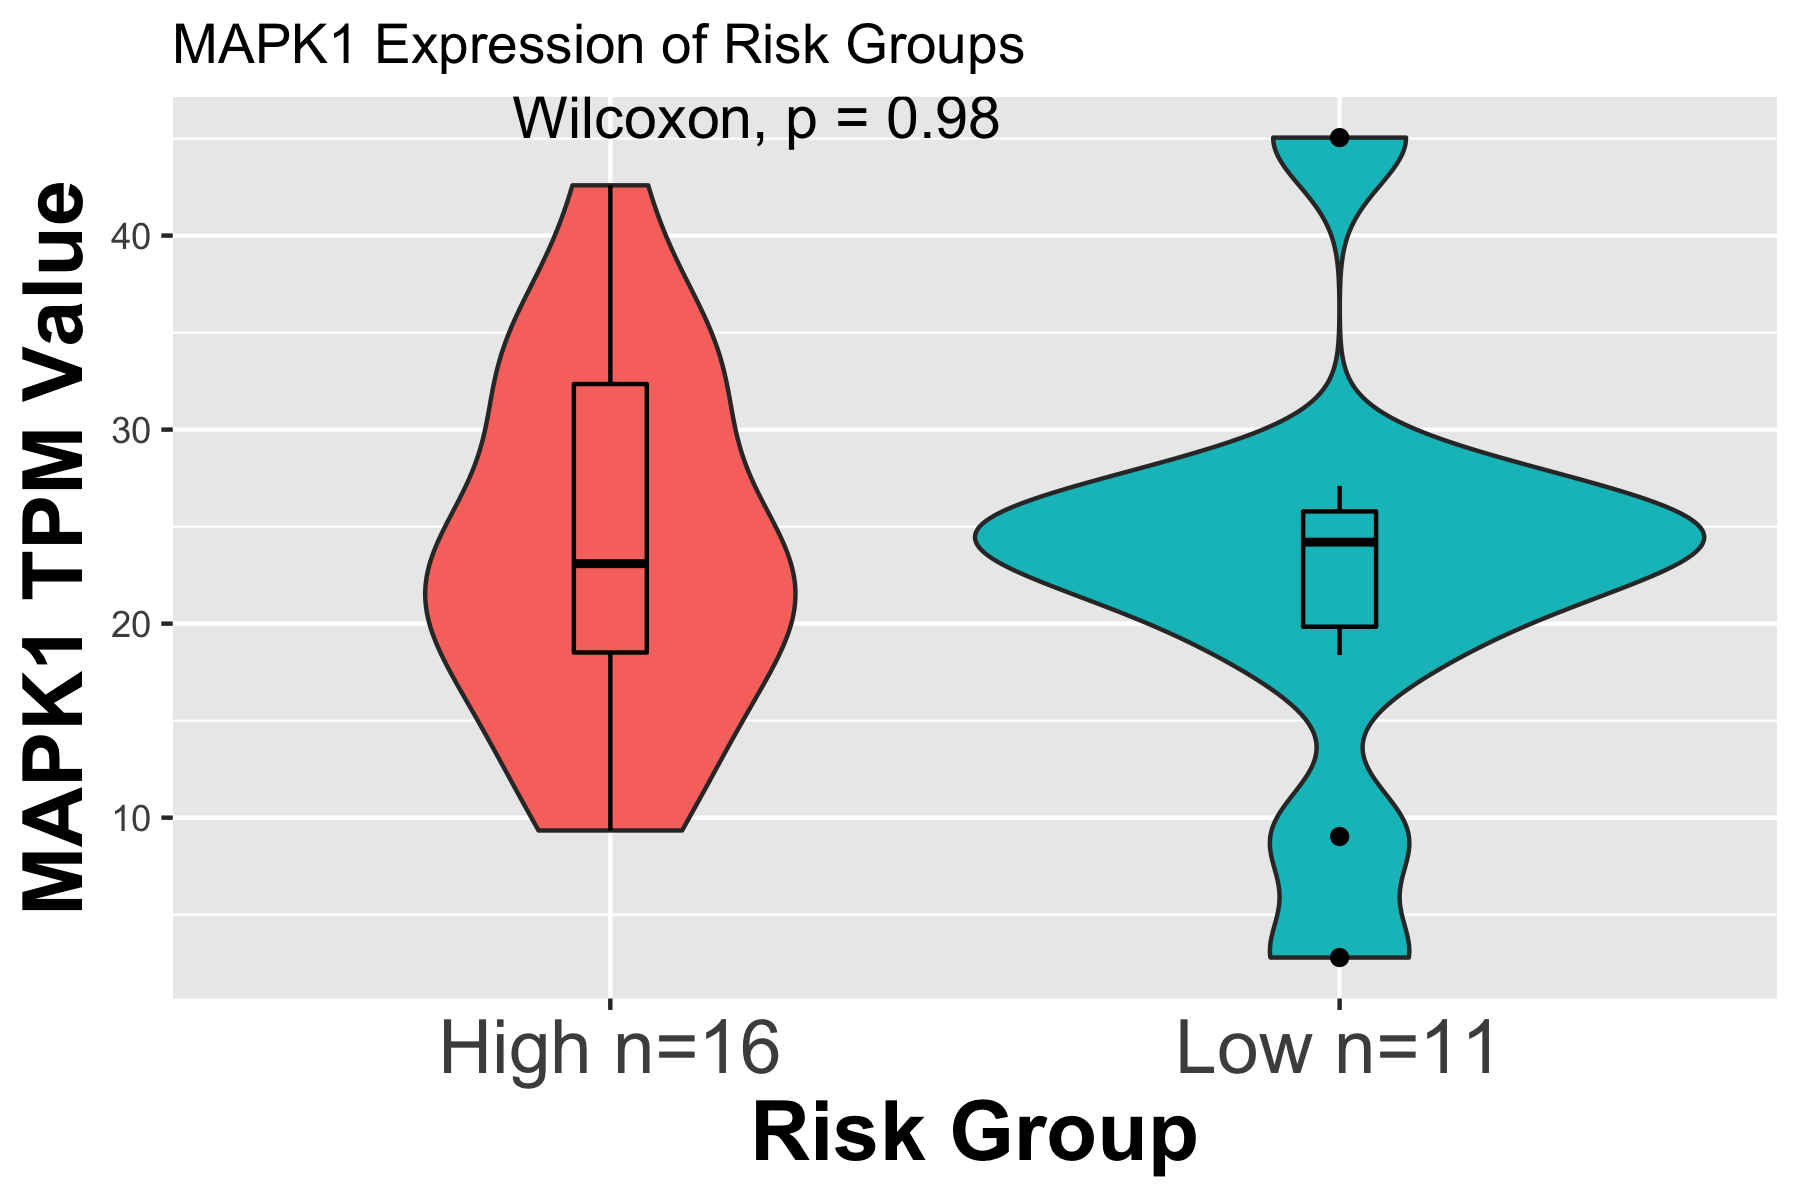 MAPK1 Expression of Risk Groups
Wilcoxon, p = 0.98
MAPK1 TPM Value
40
30
20
10
High n=16
Low n=11
Risk Group